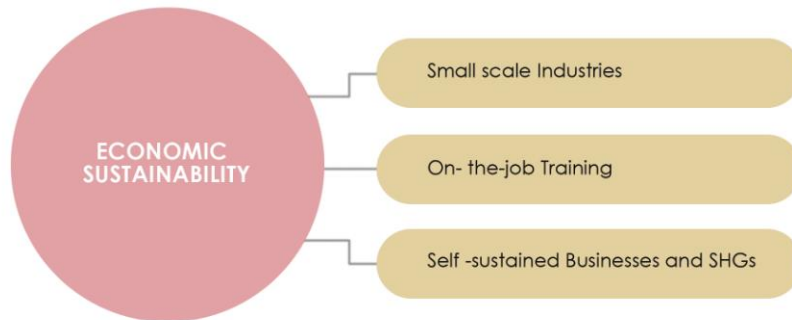 ECONOMIC
SUSTAINABILITY
Small scale Industries
On- the-job Training
Self -sustained Businesses and SHGs